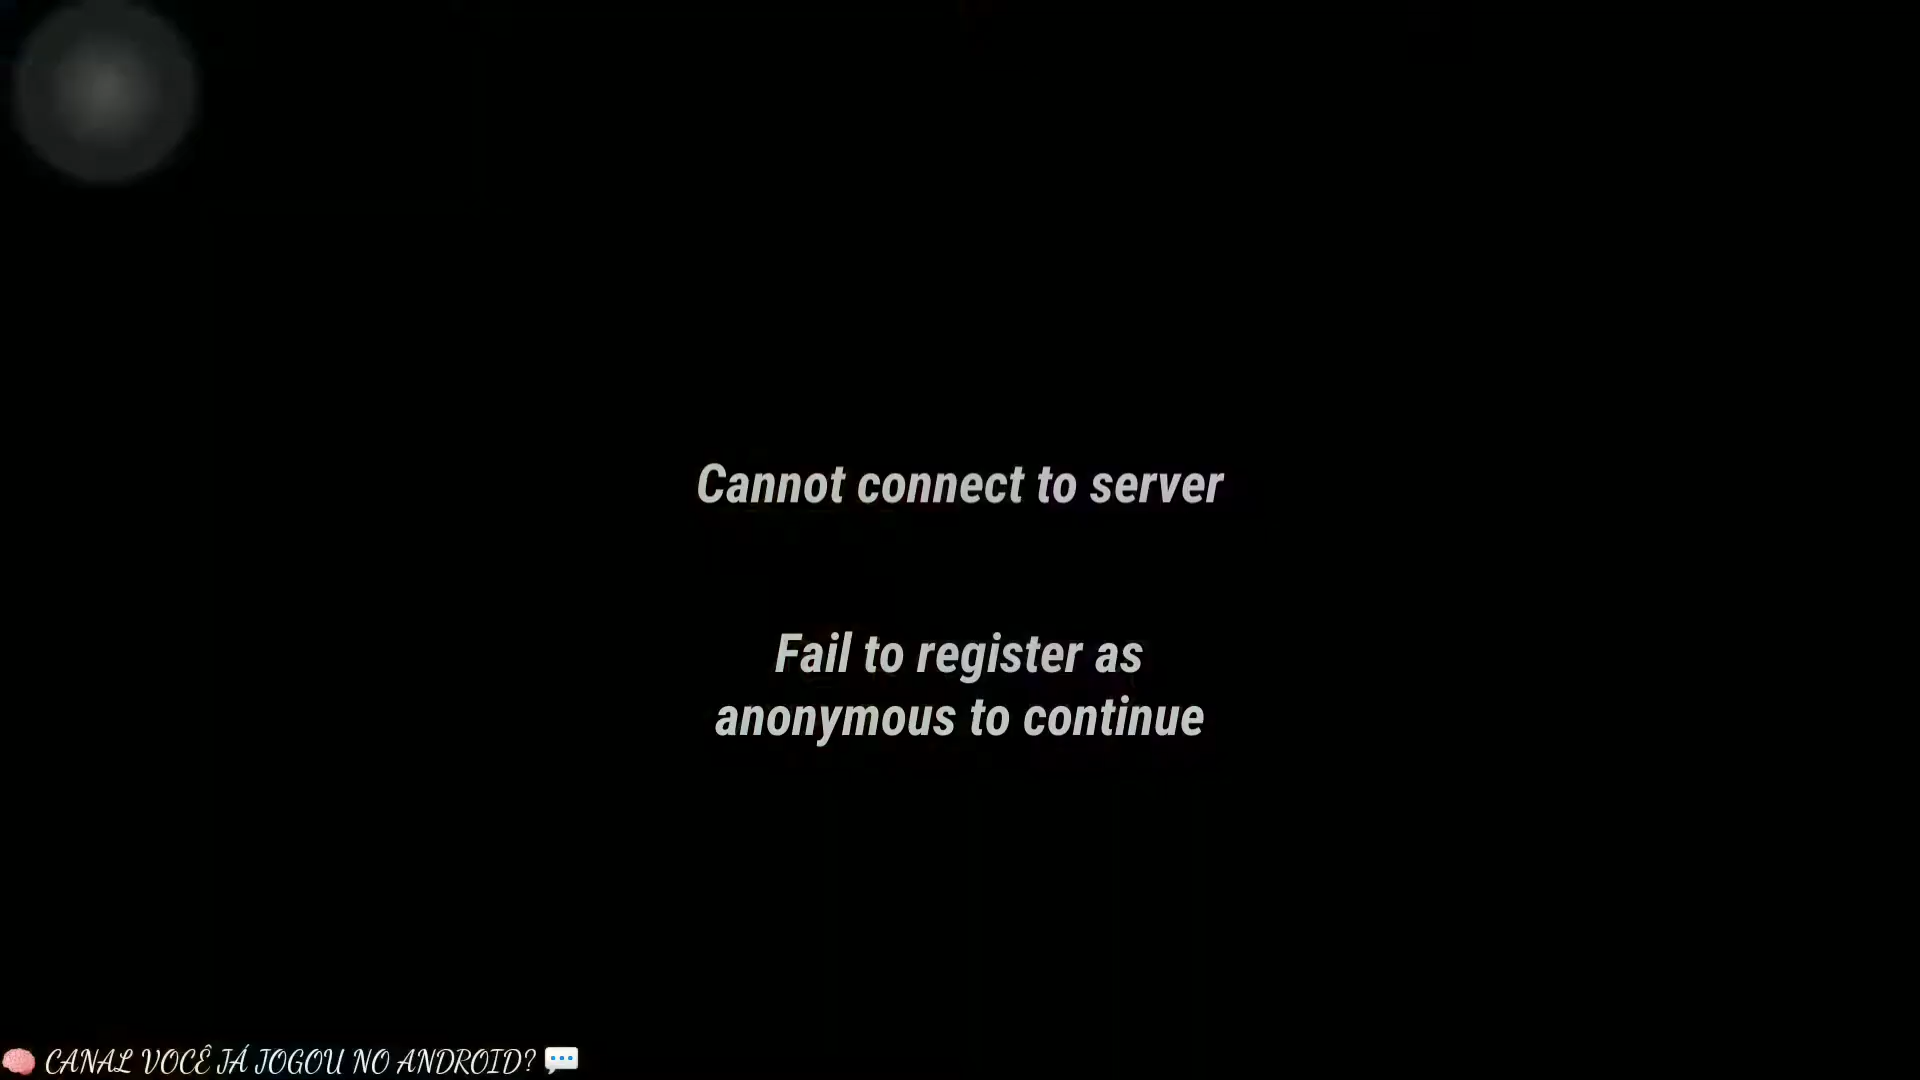 Cannot connect to server
Fail to register as
anonymous to continue
🧠 CANAL VOCÊ JÁ JOGOU NO ANDROID? 💬